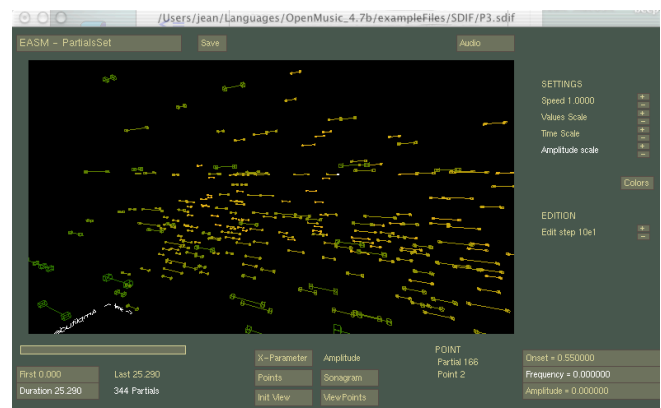 /Users/jean/Languages/OpenMusic_4.7b/exampleFiles/SDIF/P3.sdif
EASM - PartialsSet
Save
Audio
SETTINGS
Speed 1.0000
+
-
Values Scale
+
-
Time Scale
+
-
Amplitude scale
+
-
Colors
EDITION
Edit step 10e1
+
-
X-Parameter
Amplitude
POINT
Partial 166
Point 2
Onset = 0.550000
First 0.000
Last 25.290
Points
Sonagram
Frequency = 0.000000
Duration 25.290
344 Partials
Init View
ViewPoints
Amplitude = 0.000000